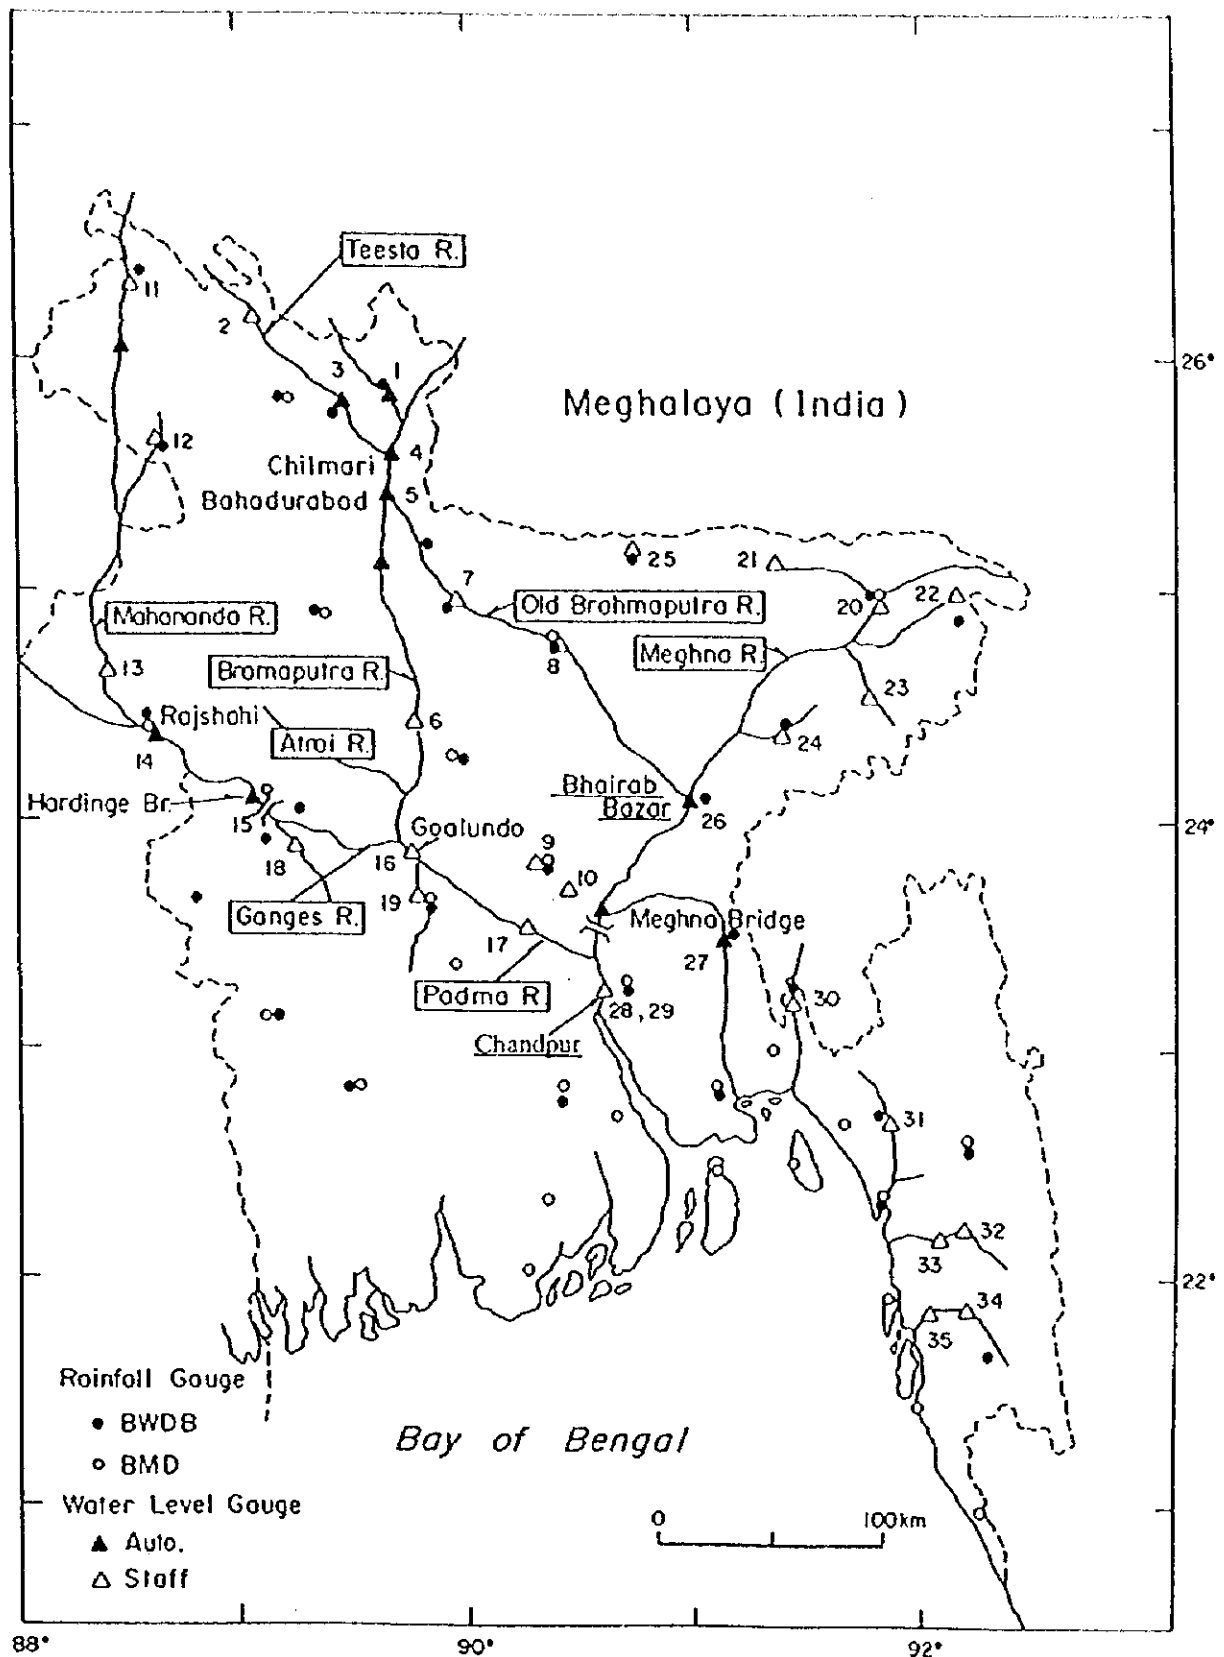 Teesta R.
11
2
3
1
26°
Meghalaya (India)
12
4
Chilmari
Bahadurabad
5
25
21
7
22
Old Brahmaputra R.
20
Mahananda R.
8
Meghna R.
13
Bramaputra R.
23
Rajshahi
6
14
Atrai R.
24
Hardinge Br.
Bhairab
Bazar
15
26
24°
Goalundo
9
18
16
10
19
Ganges R.
Meghna Bridge
17
27
Padma R.
30
28, 29
Chandpur
31
32
33
22°
34
35
Rainfall Gauge
BWDB
Bay of Bengal
BMD
Water Level Gauge
0
100km
Auto.
Staff
88°
90°
92°